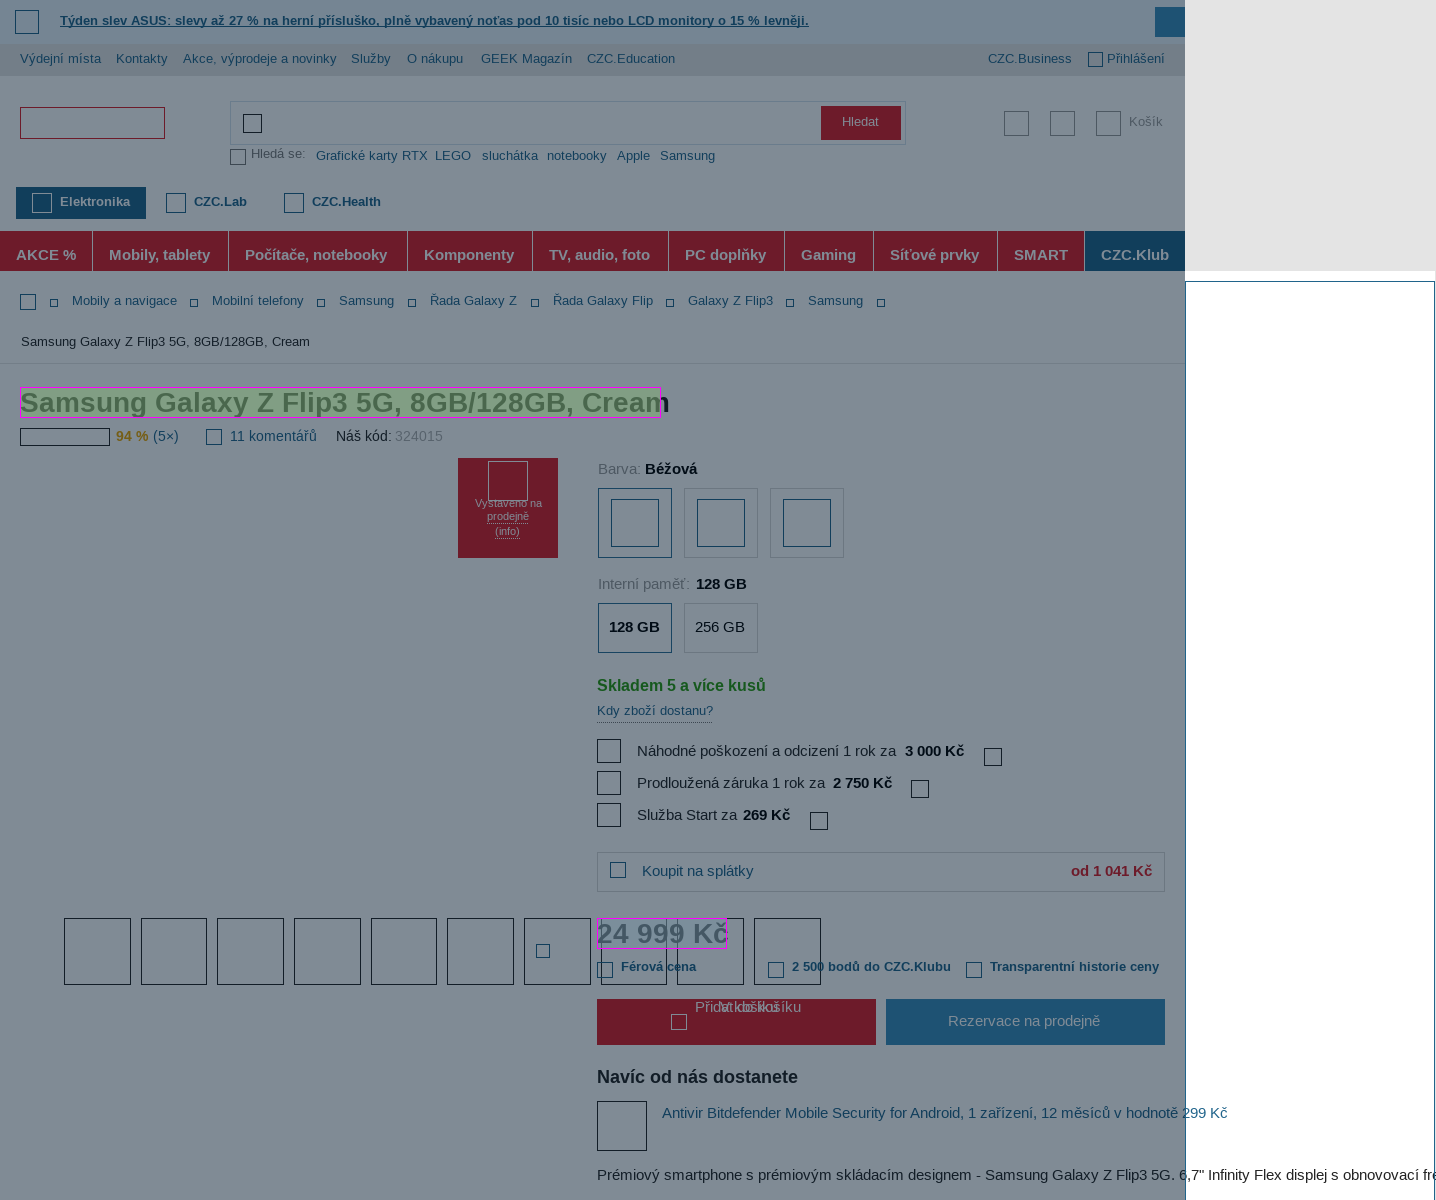 Týden slev ASUS: slevy až 27 % na herní přísluško, plně vybavený noťas pod 10 tisíc nebo LCD monitory o 15 % levněji.
Výdejní místa Kontakty Akce, výprodeje a novinky Služby O nákupu GEEK Magazín CZC.Education CZC.Business Přihlášení
Hledat Košík
Hledá se: Grafické karty RTX LEGO sluchátka notebooky Apple Samsung
Elektronika CZC.Lab CZC.Health
AKCE % Mobily, tablety Počítače, notebooky Komponenty TV, audio, foto PC doplňky Gaming Síťové prvky SMART CZC.Klub
Mobily a navigace Mobilní telefony Samsung Řada Galaxy Z Řada Galaxy Flip Galaxy Z Flip3 Samsung
Samsung Galaxy Z Flip3 5G, 8GB/128GB, Cream
Samsung Galaxy Z Flip3 5G, 8GB/128GB, Cream
94 % (5×) 11 komentářů Náš kód: 324015
Vystaveno na
prodejně
(info)
Barva: Béžová
Interní paměť: 128 GB
128 GB 256 GB
Skladem 5 a více kusů
Kdy zboží dostanu?
Náhodné poškození a odcizení 1 rok za 3 000 Kč
Prodloužená záruka 1 rok za 2 750 Kč
Služba Start za 269 Kč
Koupit na splátky od 1 041 Kč
24 999 Kč
Férová cena 2 500 bodů do CZC.Klubu Transparentní historie ceny
Přidat do košíku V košíku
Rezervace na prodejně
Navíc od nás dostanete
Antivir Bitdefender Mobile Security for Android, 1 zařízení, 12 měsíců v hodnotě 299 Kč
Prémiový smartphone s prémiovým skládacím designem - Samsung Galaxy Z Flip3 5G. 6,7" Infinity Flex displej s obnovovací